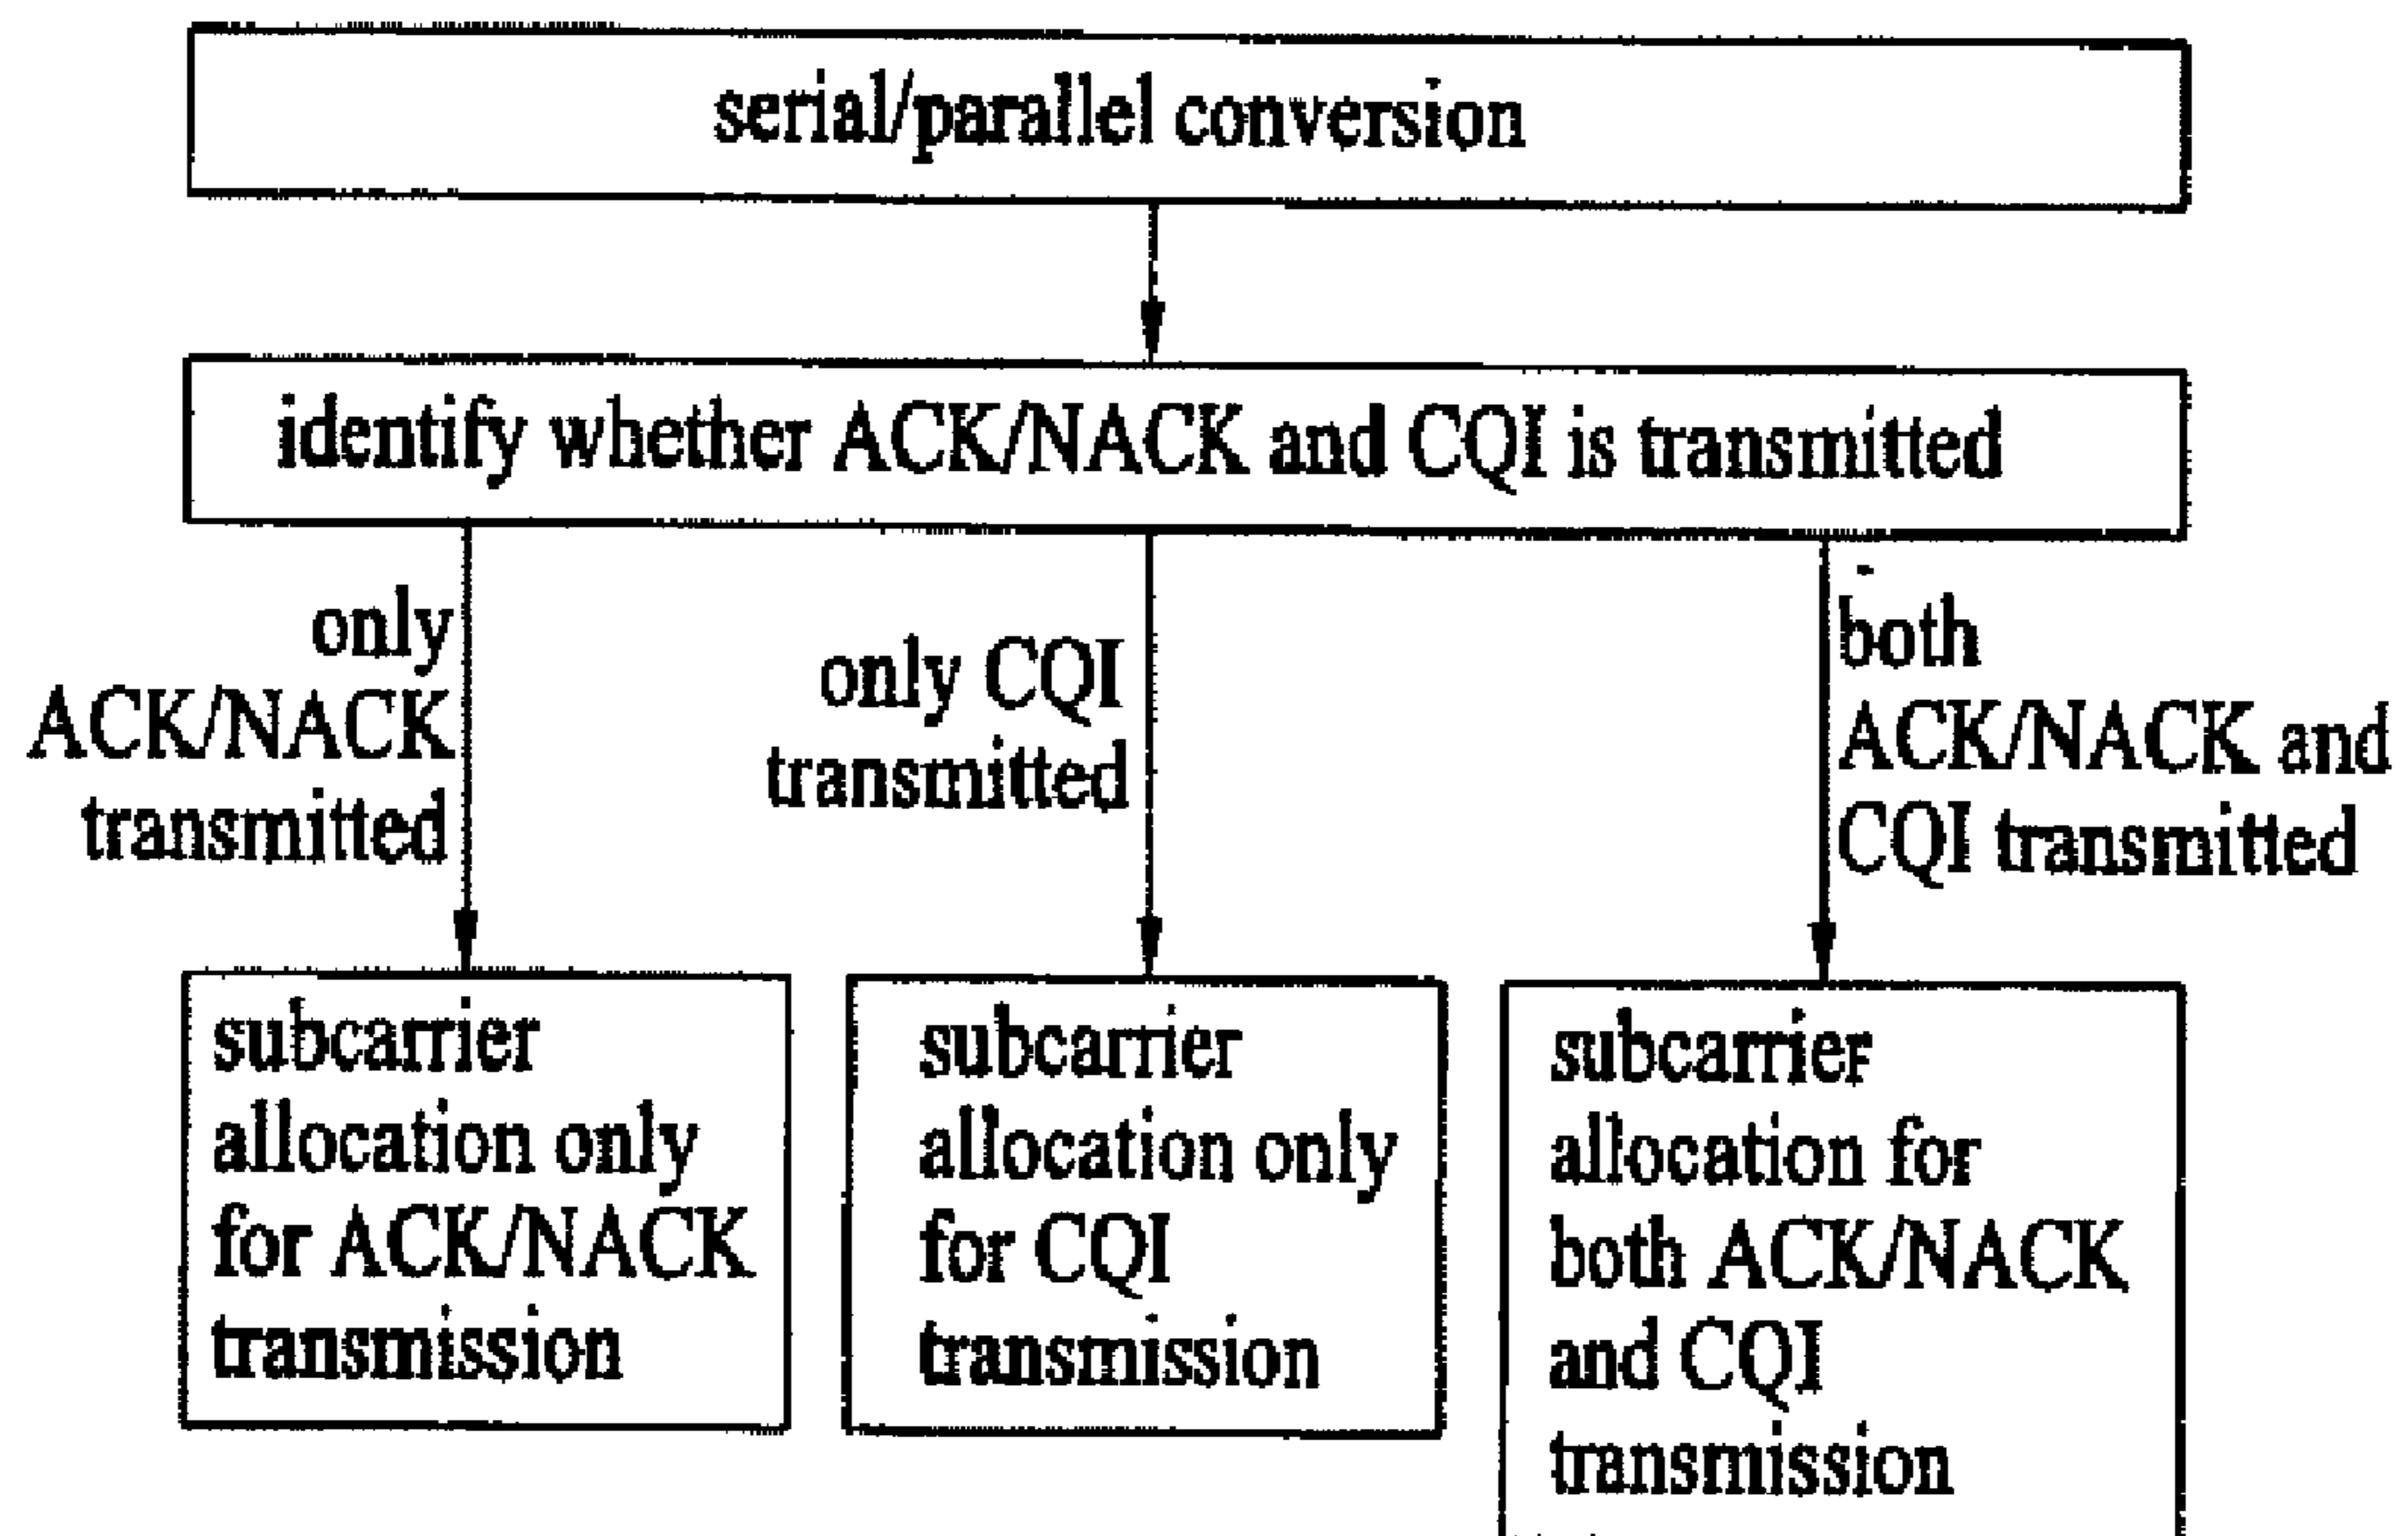 serial/parallel conversion
identify whether ACK/NACK and CQI is transmitted
only
ACK/NACK
transmitted
only CQI
transmitted
both
ACK/NACK and
CQI transmitted
subcarrier
allocation only
for ACK/NACK
transmission
subcarrier
allocation only
for CQI
transmission
subcarrier
allocation for
both ACK/NACK
and CQI
transmission